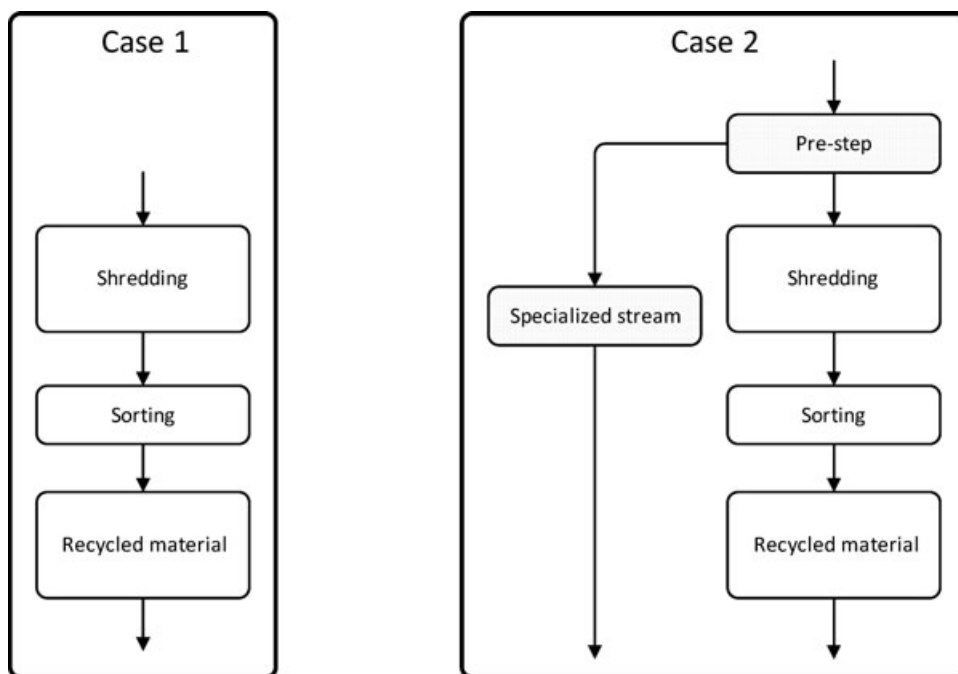 Case 1
Shredding
Sorting
Recycled material
Case 2
Pre-step
Specialized stream
Shredding
Sorting
Recycled material